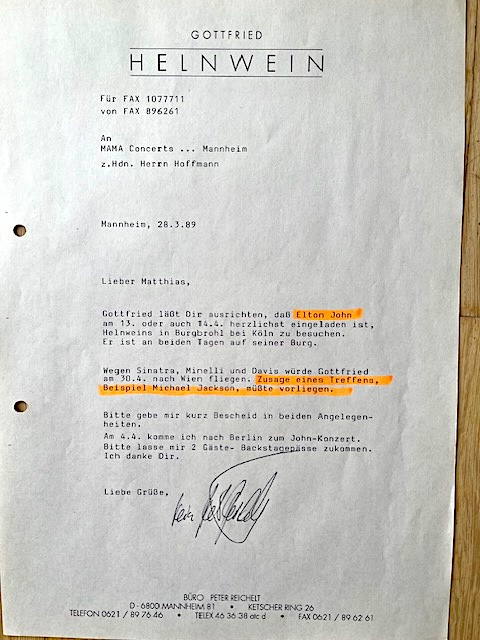 GOTTFRIED
HELNWEIN
Für FAX 1077711
von FAX 896261
An
MAMA Concerts ... Mannheim
z.Hdn. Herrn Hoffmann
Mannheim, 28.3.89
Lieber Matthias,
Gottfried läßt Dir ausrichten, daß Elton John
am 13. oder auch 14.4. herzlichst eingeladen ist,
Helnweins in Burgbrohl bei Köln zu besuchen.
Er ist an beiden Tagen auf seiner Burg.
Wegen Sinatra, Minelli und Davis würde Gottfried
am 30.4. nach Wien fliegen. Zusage eines Treffens,
Beispiel Michael Jackson, müßte vorliegen.
Bitte gebe mir kurz Bescheid in beiden Angelegen-
heiten.
Am 4.4. komme ich nach Berlin zum John-Konzert.
Bitte lasse mir 2 Gäste- Backstagepässe zukommen.
Ich danke Dir.
Liebe Grüße,
BÜRO PETER REICHELT
D - 6800 MANNHEIM 81 • KETSCHER RING 26
TELEFON 0621 / 89 76 46 • TELEX 46 36 38 atc d • FAX 0621 / 89 62 61